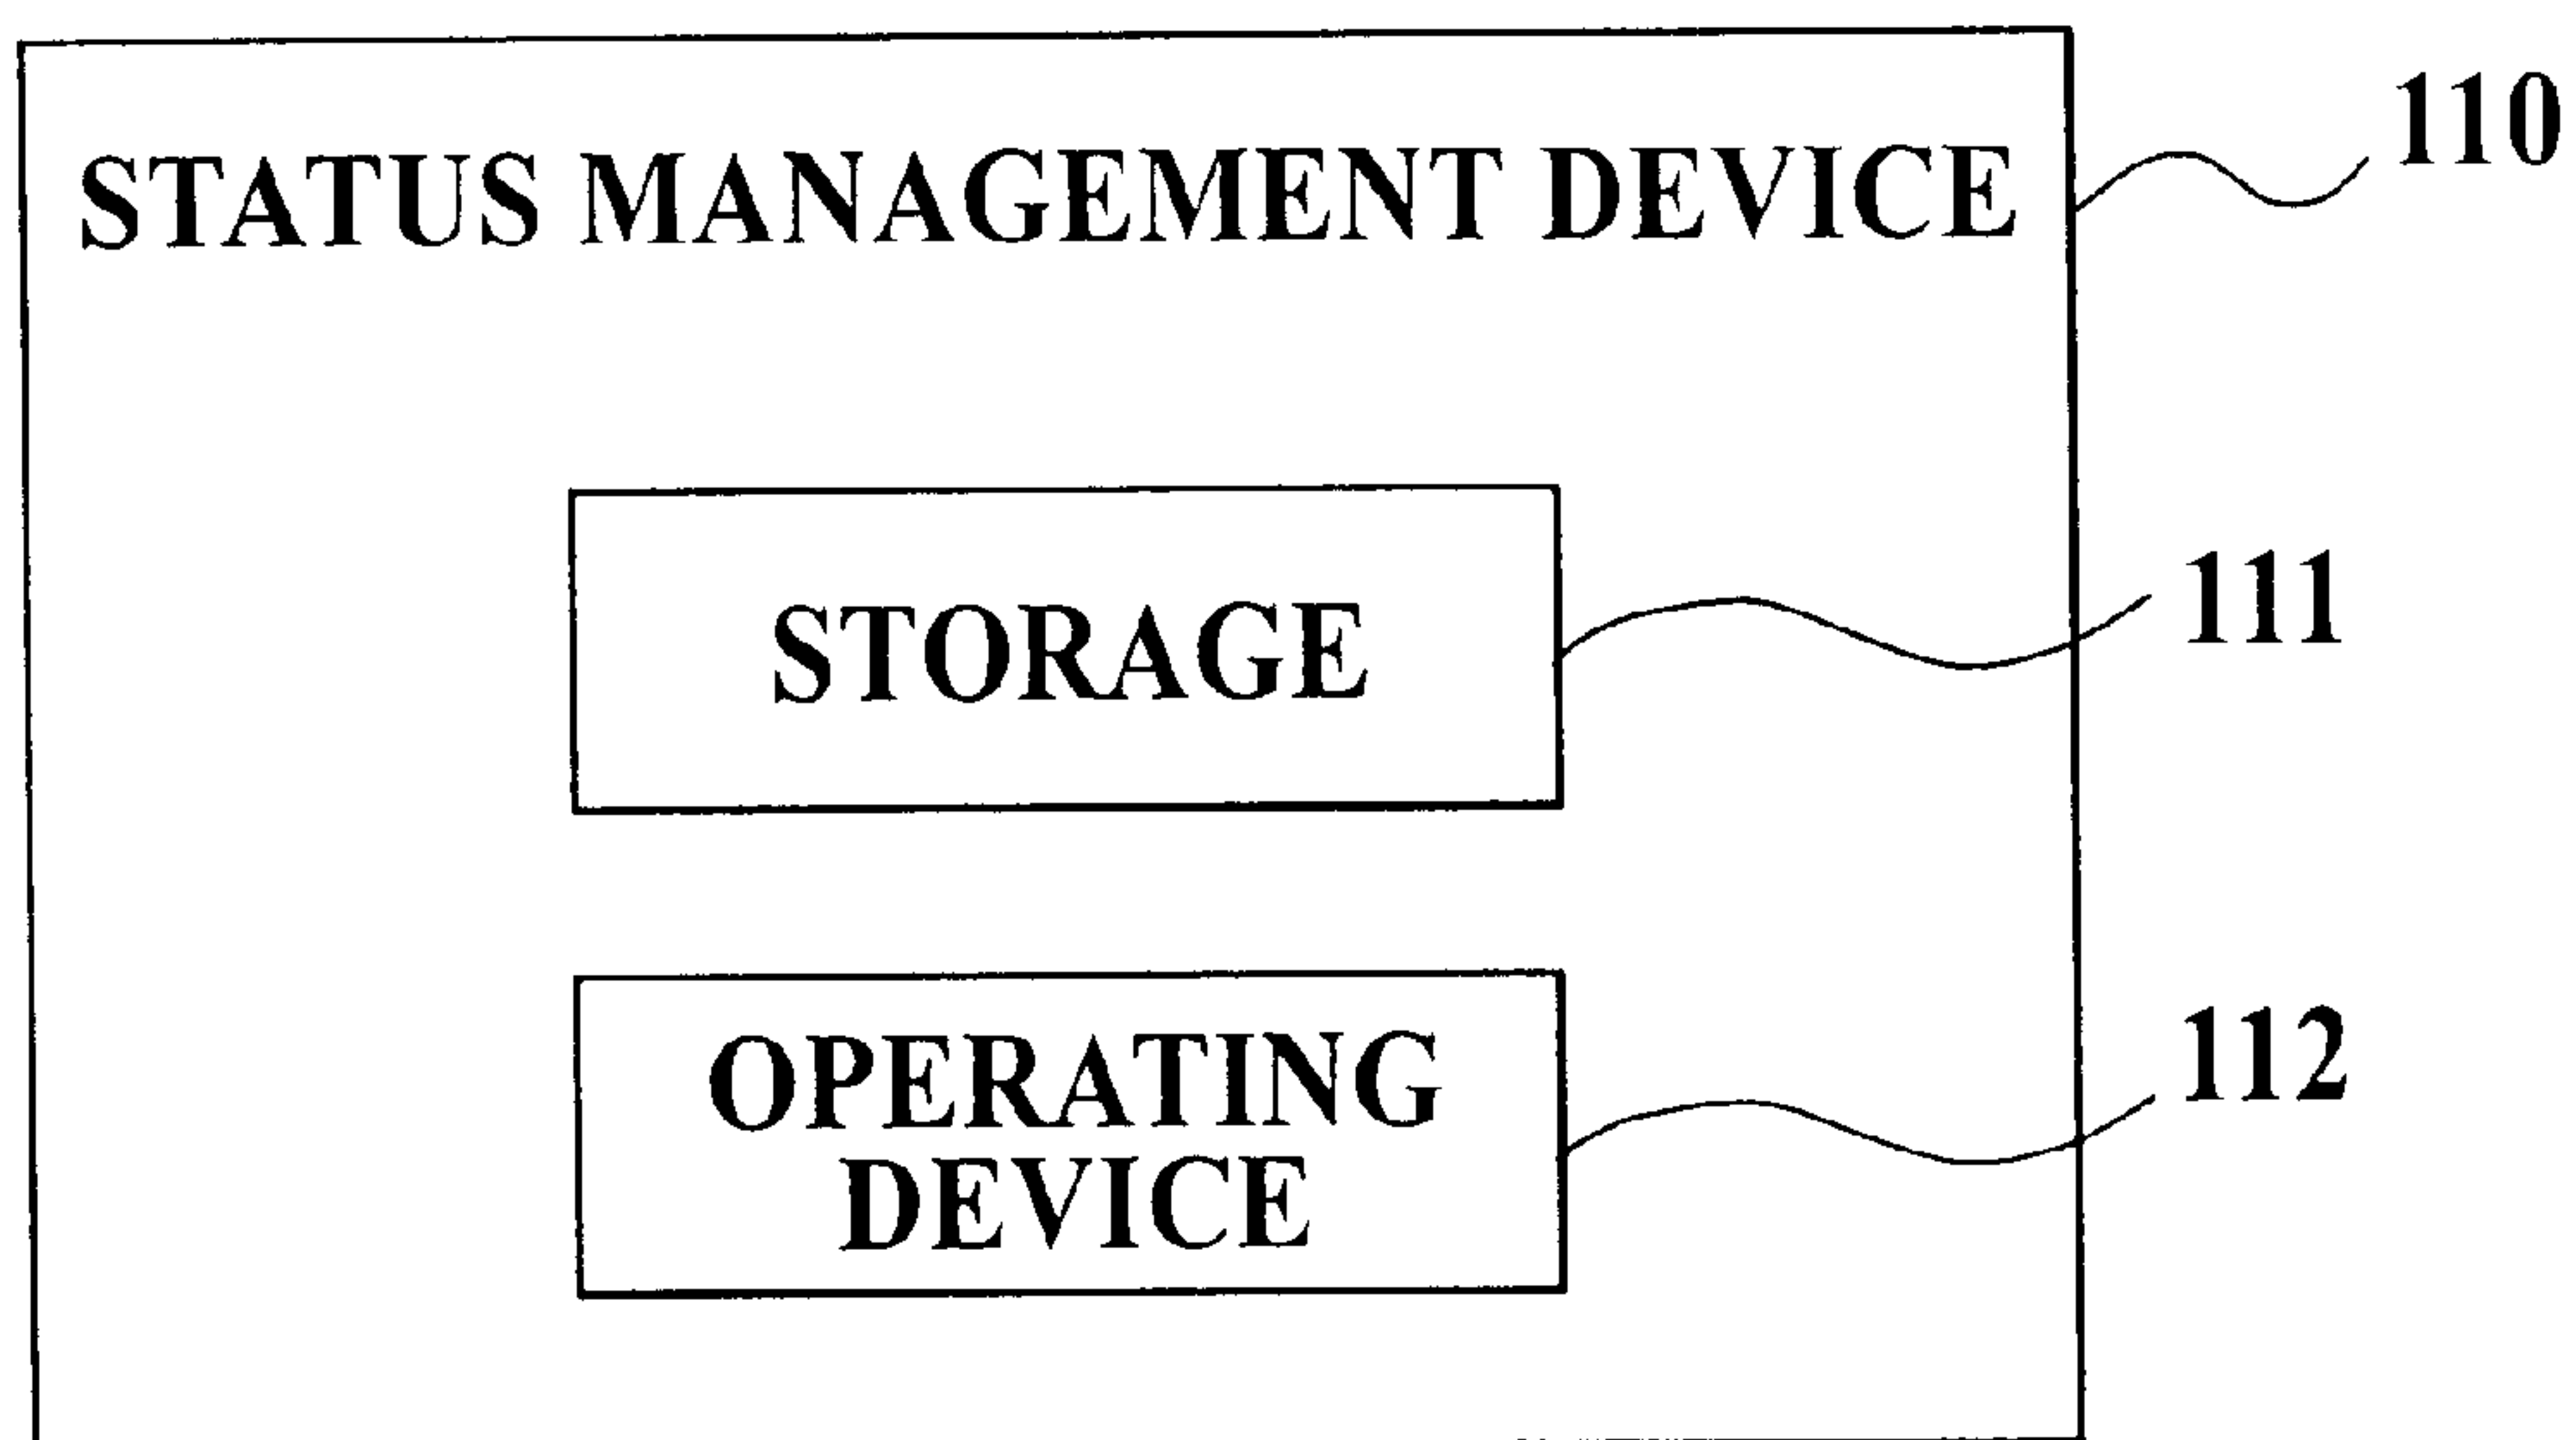 STATUS MANAGEMENT DEVICE
110
STORAGE
111
OPERATING
DEVICE
112